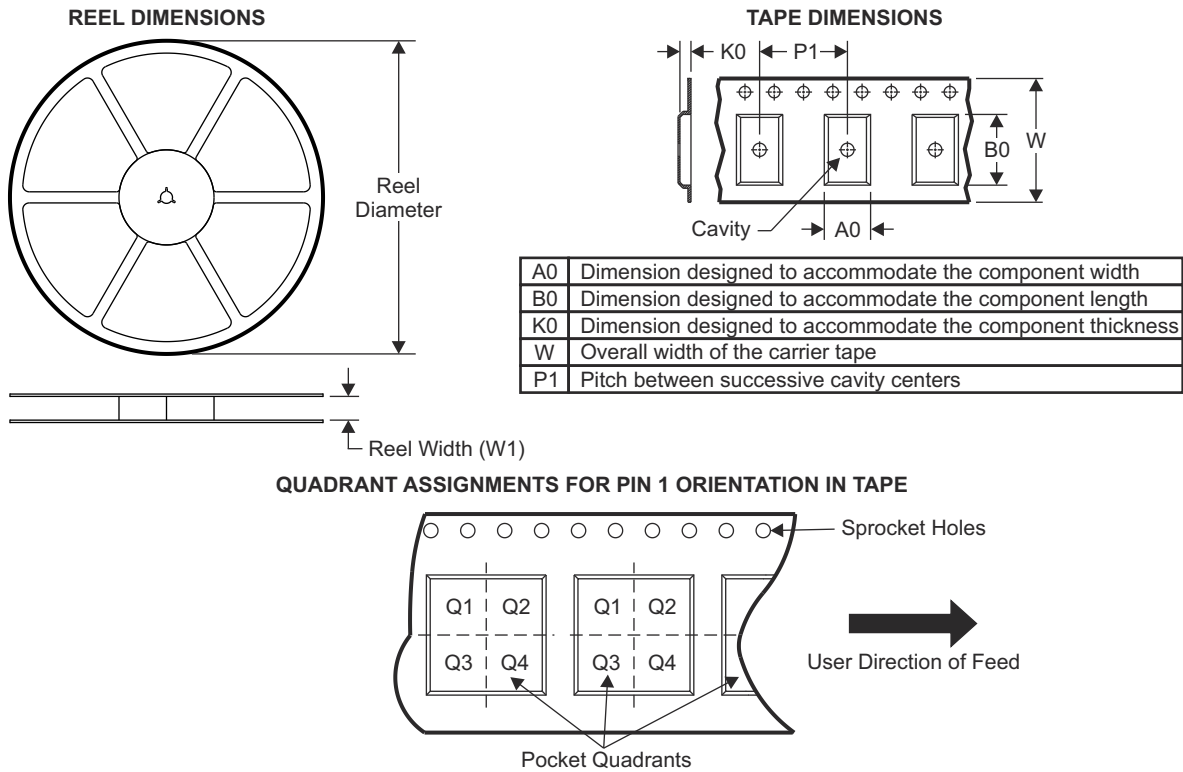 REEL DIMENSIONS
Reel
Diameter
Reel Width (W1)
TAPE DIMENSIONS
K0 P1
B0 W
Cavity
A0
A0 Dimension designed to accommodate the component width
B0 Dimension designed to accommodate the component length
K0 Dimension designed to accommodate the component thickness
W Overall width of the carrier tape
P1 Pitch between successive cavity centers
QUADRANT ASSIGNMENTS FOR PIN 1 ORIENTATION IN TAPE
Sprocket Holes
Q1 Q2 Q1 Q2
Q3 Q4 Q3 Q4
User Direction of Feed
Pocket Quadrants